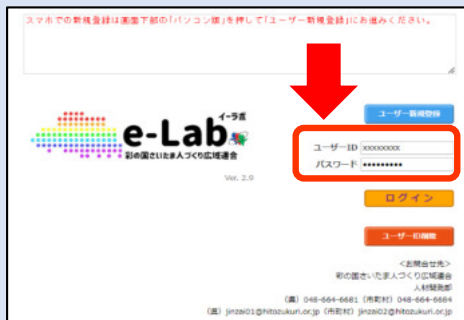 スマホでの新規登録は画面下部の「パソコン版」を押して「ユーザー新規登録」にお進みください。
ユーザー新規登録
イーラボ
e-Lab
彩の国さいたま人づくり広域連合
Ver. 2.9
ユーザーID xxxxxxxx
パスワード •••••••••
ログイン
ユーザーID削除
<お問合せ先>
彩の国さいたま人づくり広域連合
人材開発部
(県) 048-664-6681 (市町村) 048-664-6684
(県) jinzai01@hitozukuri.or.jp (市町村) jinzai02@hitozukuri.or.jp